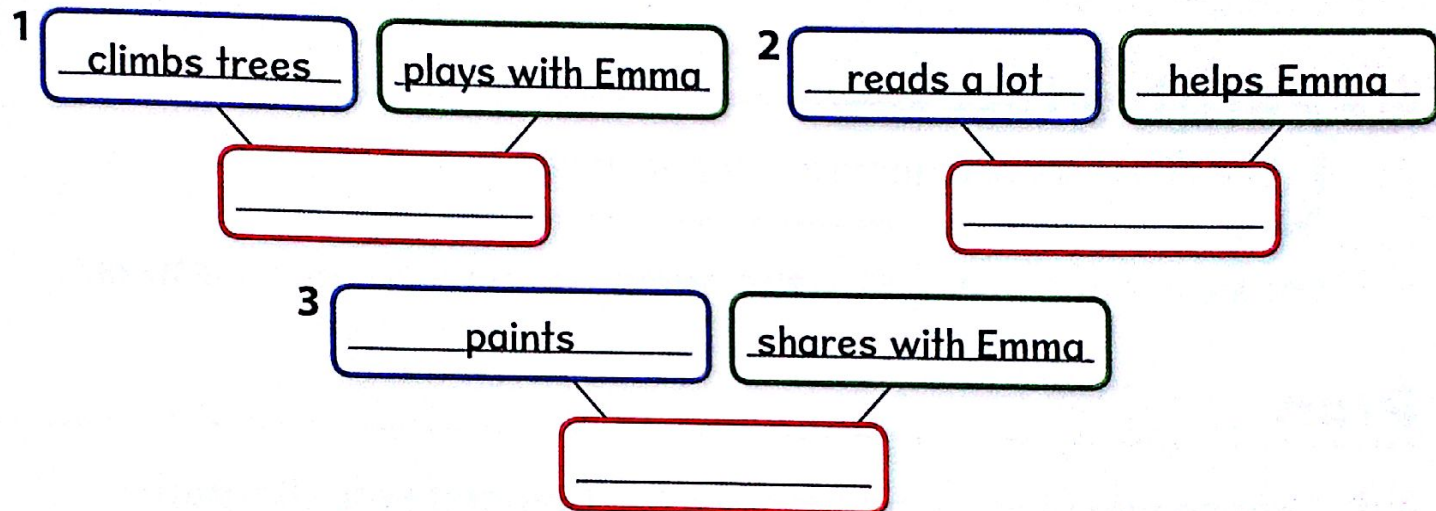 1 climbs trees plays with Emma
2 reads a lot helps Emma
3 paints shares with Emma